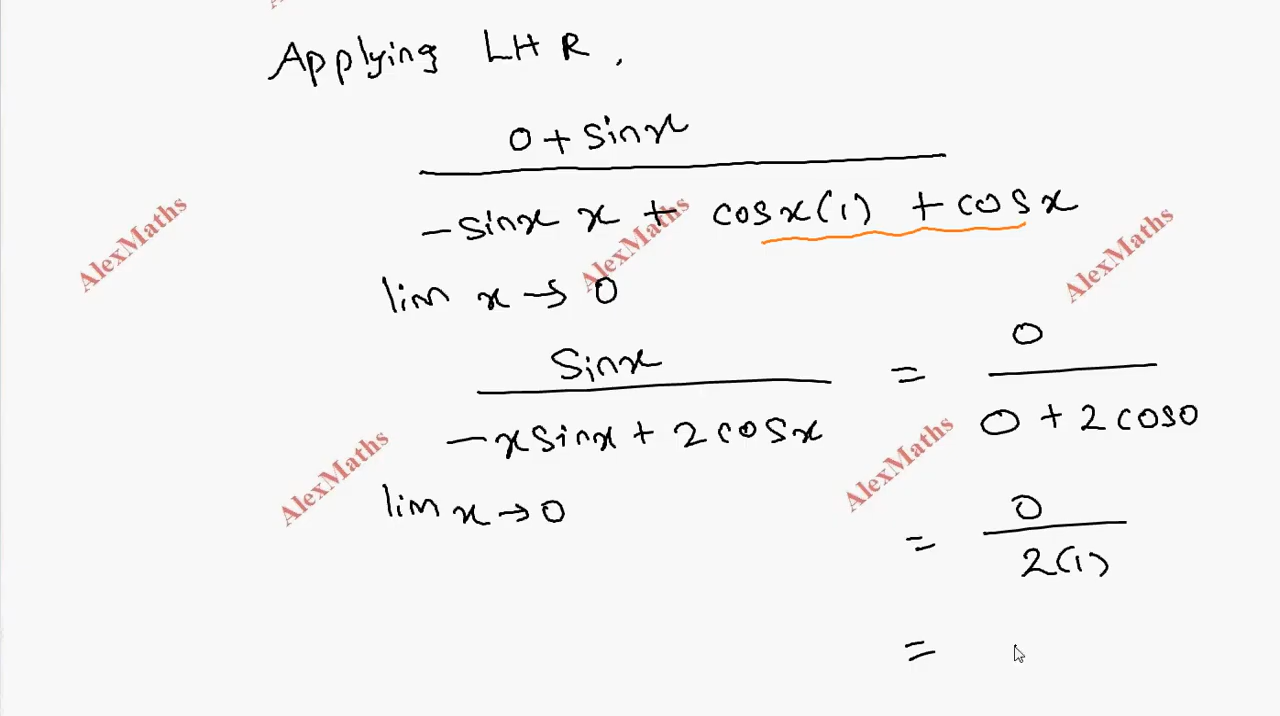 Applying LHR,
0 + sinx
-sinx x + cosx(1) + cosx
lim x → 0
Sinx
-xsinx + 2cosx
=
0
0 + 2cos0
lim x → 0
=
0
2(1)
=
AlexMaths
AlexMaths
AlexMaths
AlexMaths
AlexMaths